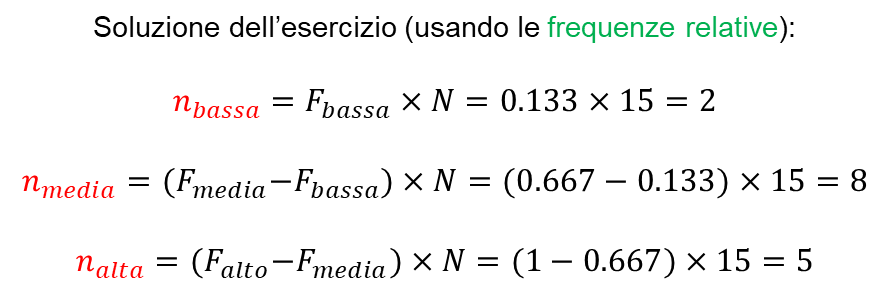 Soluzione dell’esercizio (usando le frequenze relative):
n_bassa = F_bassa × N = 0.133 × 15 = 2
n_media = (F_media−F_bassa) × N = (0.667 − 0.133) × 15 = 8
n_alta = (F_alto−F_media) × N = (1 − 0.667) × 15 = 5